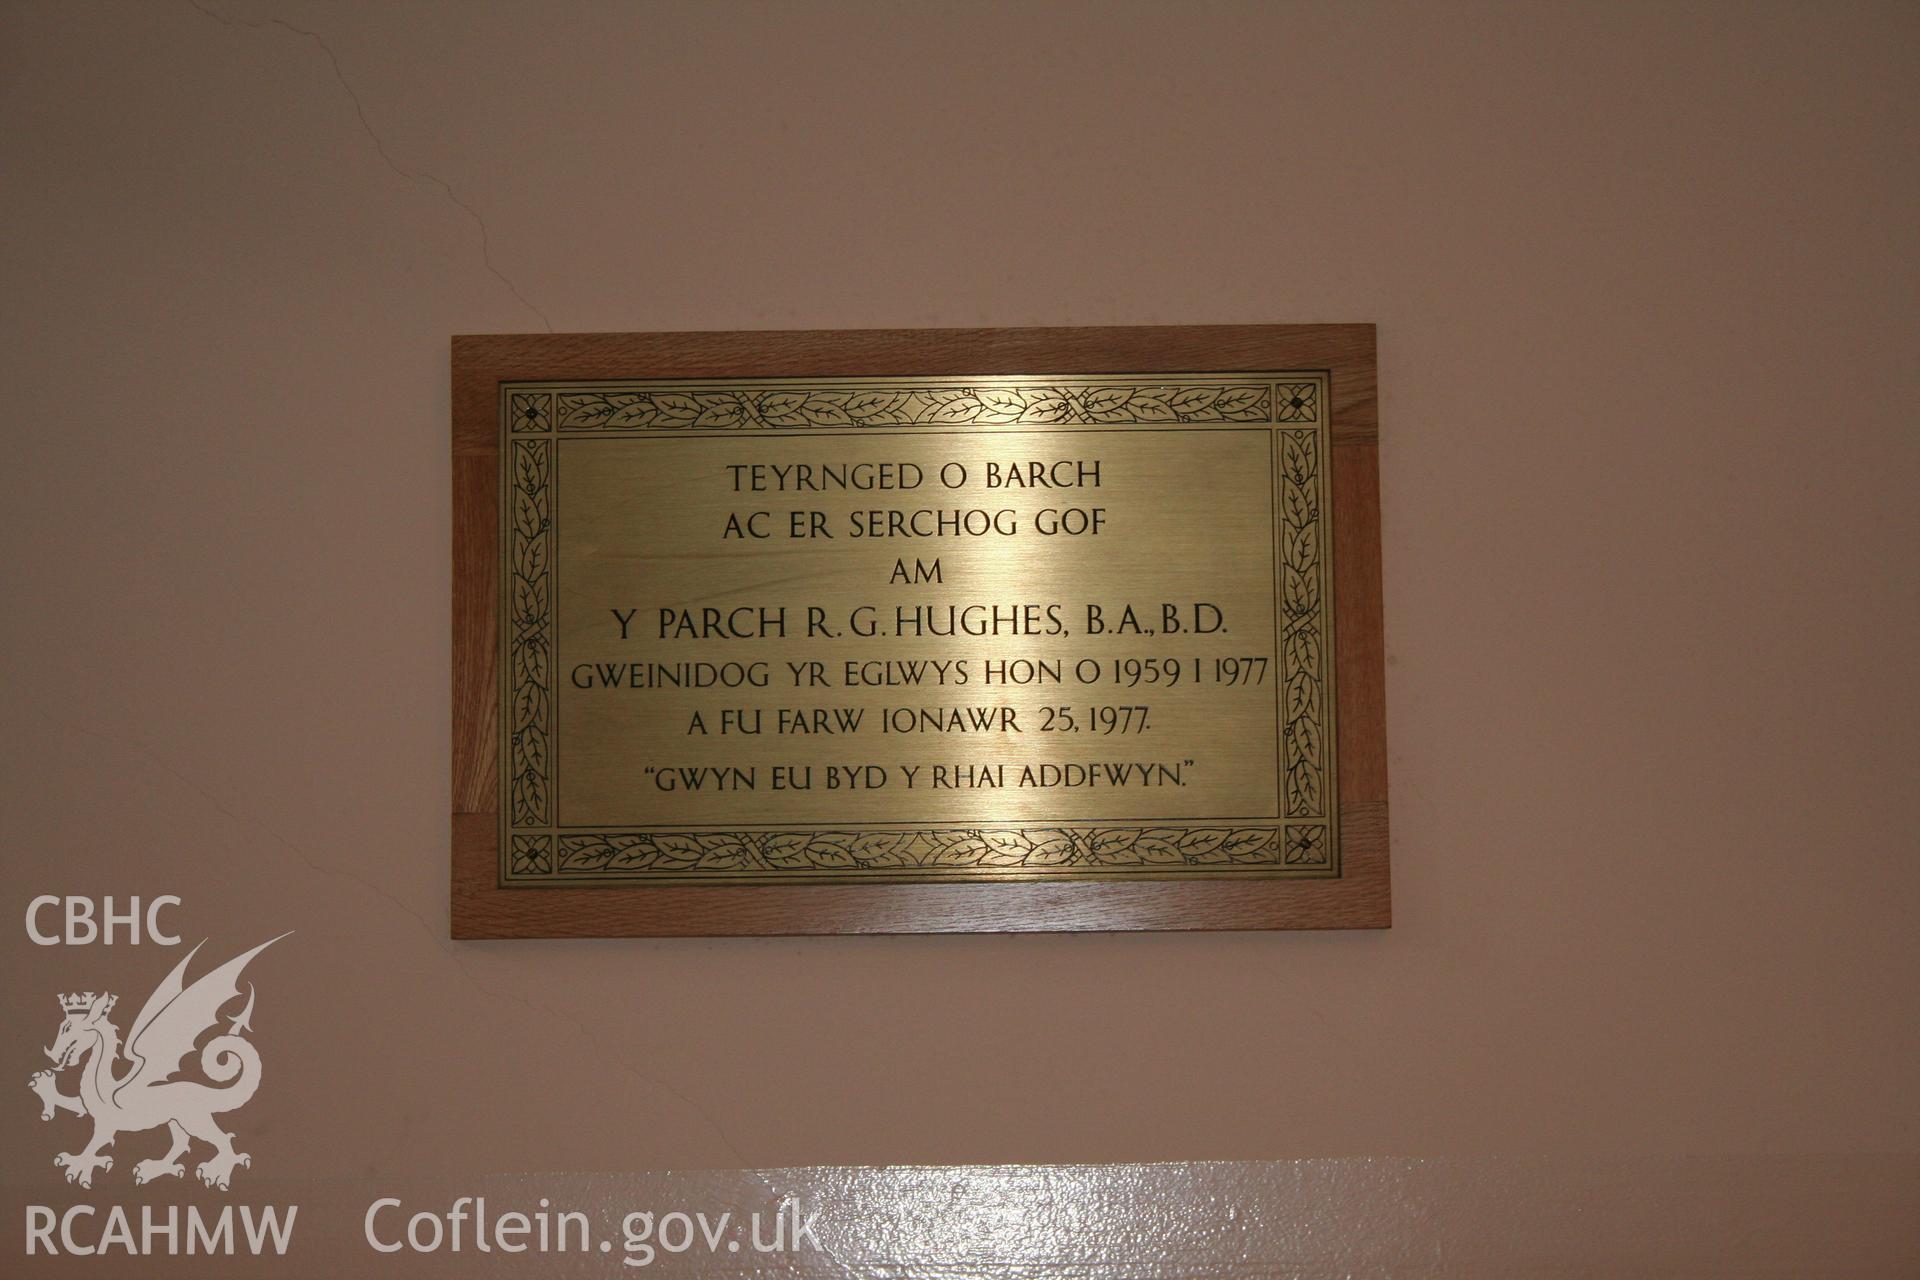 TEYRNGED O BARCH
AC ER SERCHOG GOF
AM
Y PARCH R. G. HUGHES, B.A., B.D.
GWEINIDOG YR EGLWYS HON O 1959 I 1977
A FU FARW IONAWR 25, 1977.
“GWYN EU BYD Y RHAI ADDFWYN.”
CBHC
RCAHMW
Coflein.gov.uk